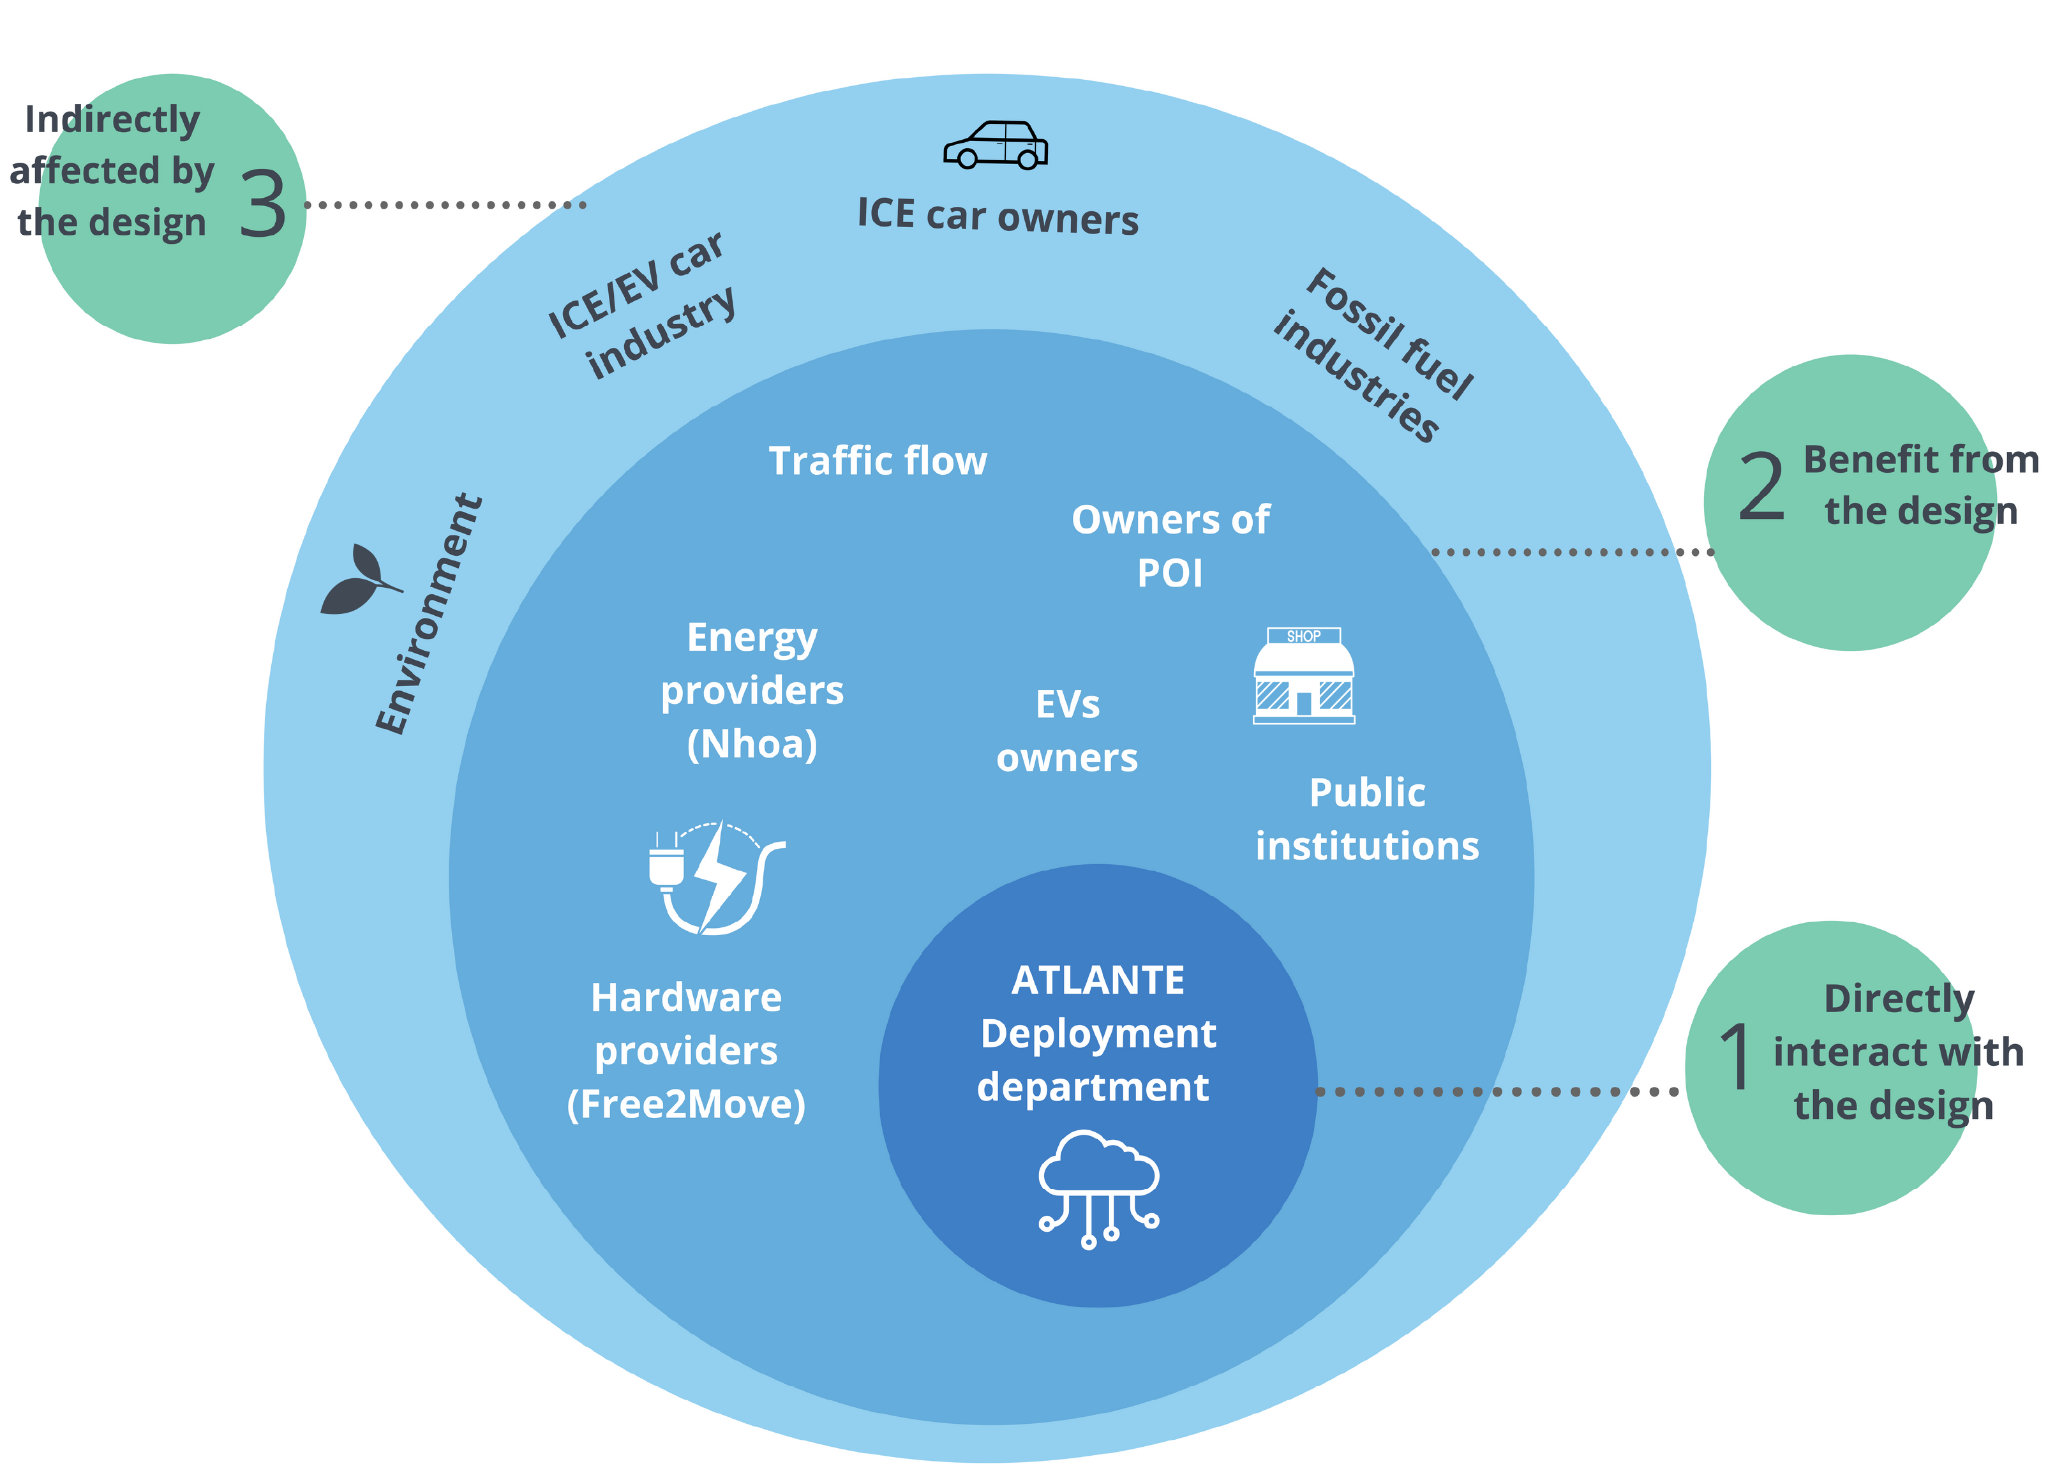 Indirectly
affected by
the design
3
ICE car owners
ICE/EV car
industry
Fossil fuel
industries
Environment
2
Benefit from
the design
Traffic flow
Owners of
POI
SHOP
Energy
providers
(Nhoa)
EVs
owners
Public
institutions
Hardware
providers
(Free2Move)
ATLANTE
Deployment
department
1
Directly
interact with
the design